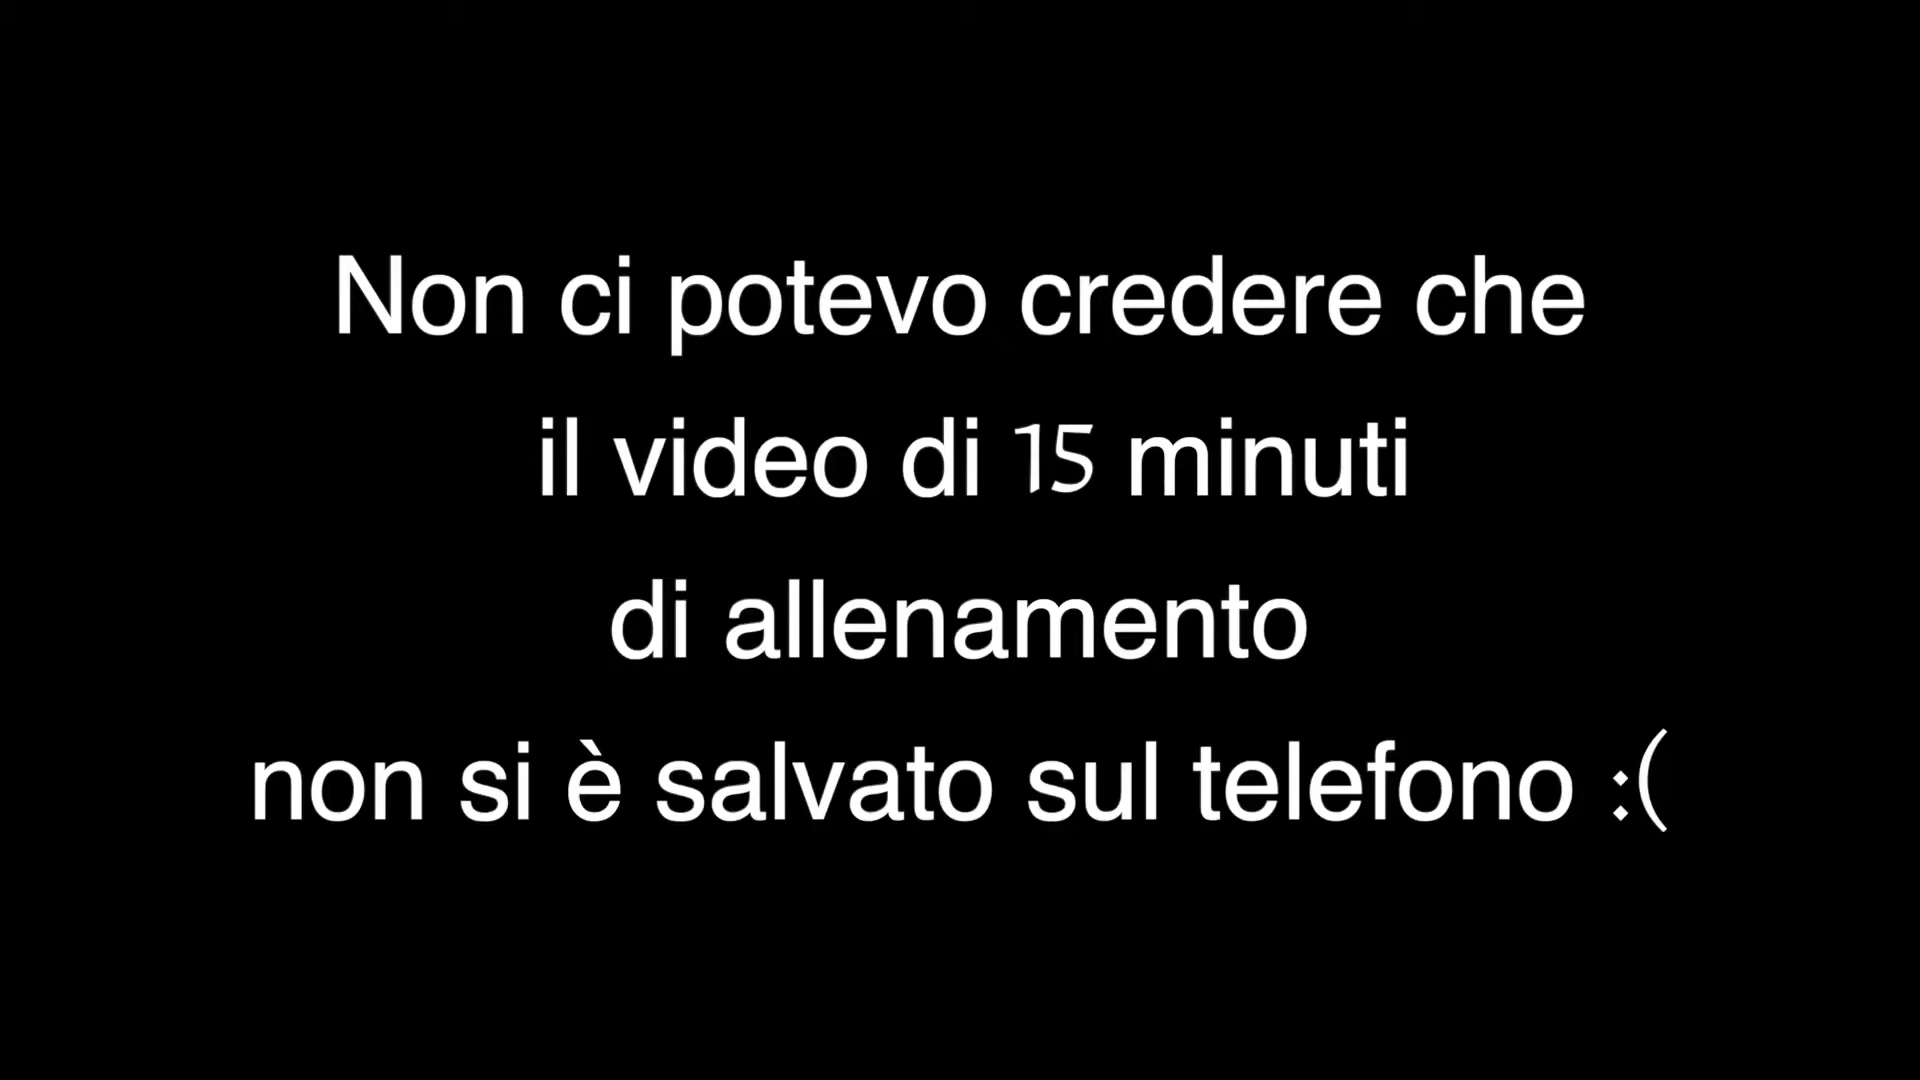 Non ci potevo credere che
il video di 15 minuti
di allenamento
non si è salvato sul telefono :(